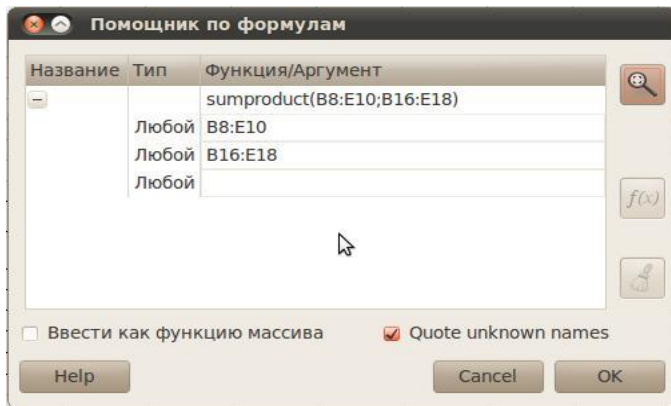 Помощник по формулам
Название Тип Функция/Аргумент
sumproduct(B8:E10;B16:E18)
Любой B8:E10
Любой B16:E18
Любой
f(x)
Ввести как функцию массива Quote unknown names
Help Cancel OK